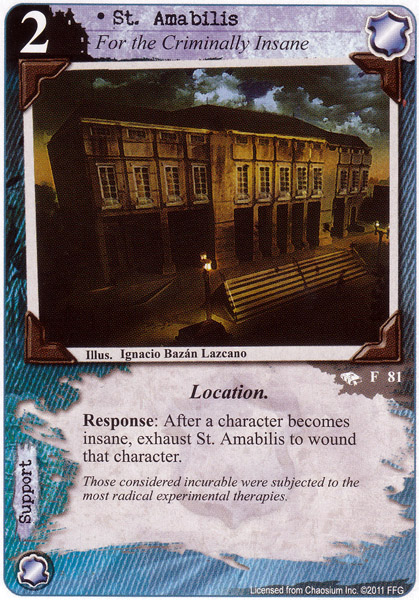 2
• St. Amabilis
For the Criminally Insane
Illus. Ignacio Bazán Lazcano
F 81
Location.
Response: After a character becomes
insane, exhaust St. Amabilis to wound
that character.
Those considered incurable were subjected to the
most radical experimental therapies.
Support
Licensed from Chaosium Inc. ©2011 FFG